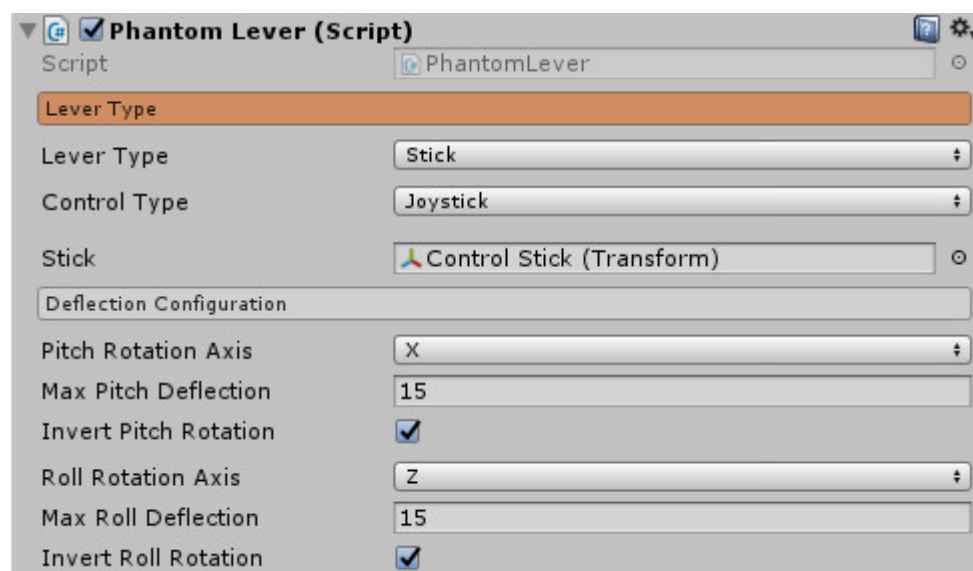 Phantom Lever (Script)
Script PhantomLever
Lever Type
Lever Type Stick
Control Type Joystick
Stick Control Stick (Transform)
Deflection Configuration
Pitch Rotation Axis X
Max Pitch Deflection 15
Invert Pitch Rotation
Roll Rotation Axis Z
Max Roll Deflection 15
Invert Roll Rotation